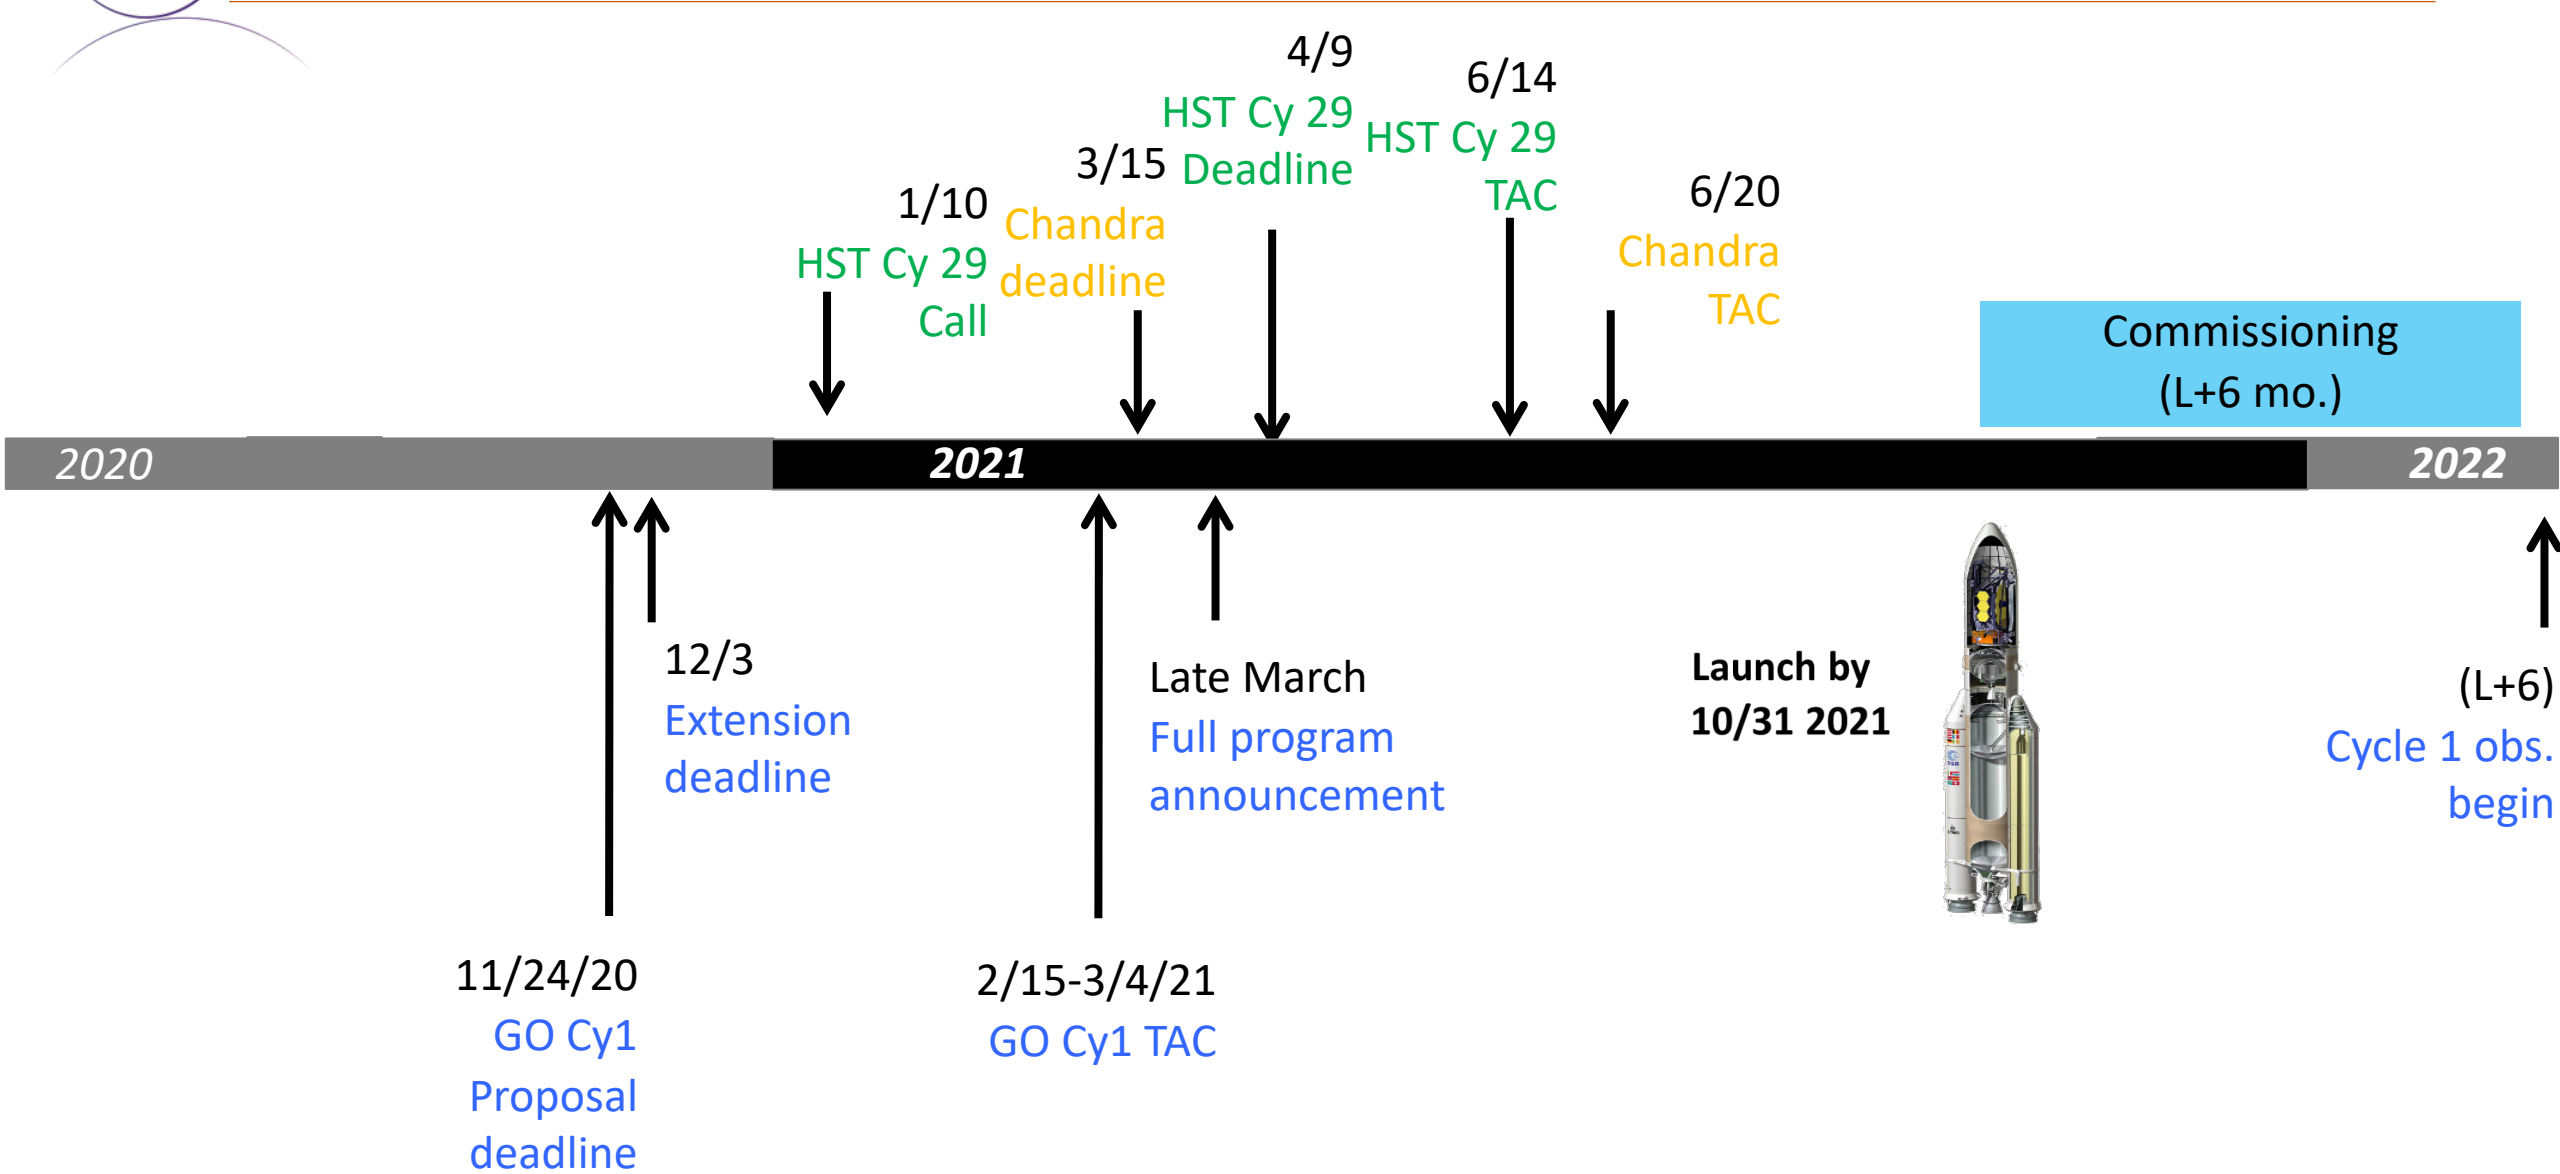 4/9
HST Cy 29
Deadline
6/14
HST Cy 29
TAC
3/15
Chandra
deadline
1/10
HST Cy 29
Call
6/20
Chandra
TAC
Commissioning
(L+6 mo.)
2020
2021
2022
12/3
Extension
deadline
Late March
Full program
announcement
Launch by
10/31 2021
(L+6)
Cycle 1 obs.
begin
11/24/20
GO Cy1
Proposal
deadline
2/15-3/4/21
GO Cy1 TAC